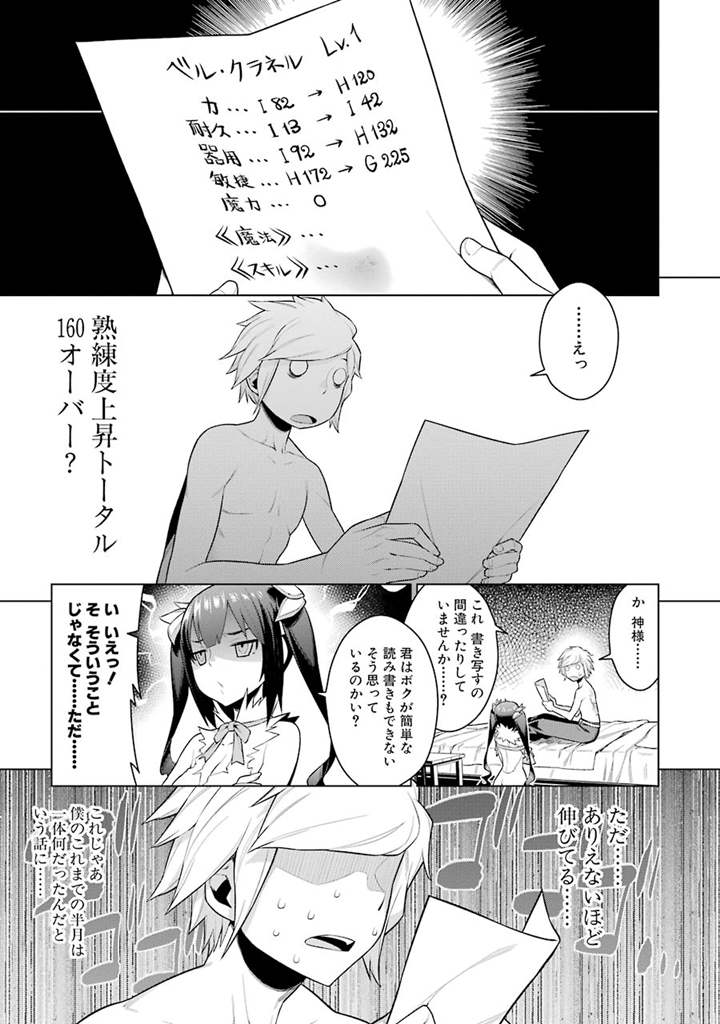 ベル・クラネル Lv.1
力… I 82 → H 120
耐久… I 13 → I 42
器用… I 92 → H 132
敏捷… H 172 → G 225
魔力… 0
《魔法》…
《スキル》…
……えっ
熟練度上昇トータル
160オーバー?
か 神様……
これ 書き写すの
間違ったりして
いませんか……?
君はボクが簡単な
読み書きもできない
そう思って
いるのかい?
い いえっ!
そ そういうこと
じゃなくて……ただ……
ただ……
ありえないほど
伸びてる……
これじゃあ
僕のこれまでの半月は
一体何だったんだと
いう話に……
ゴゴゴゴ
ゴゴゴ